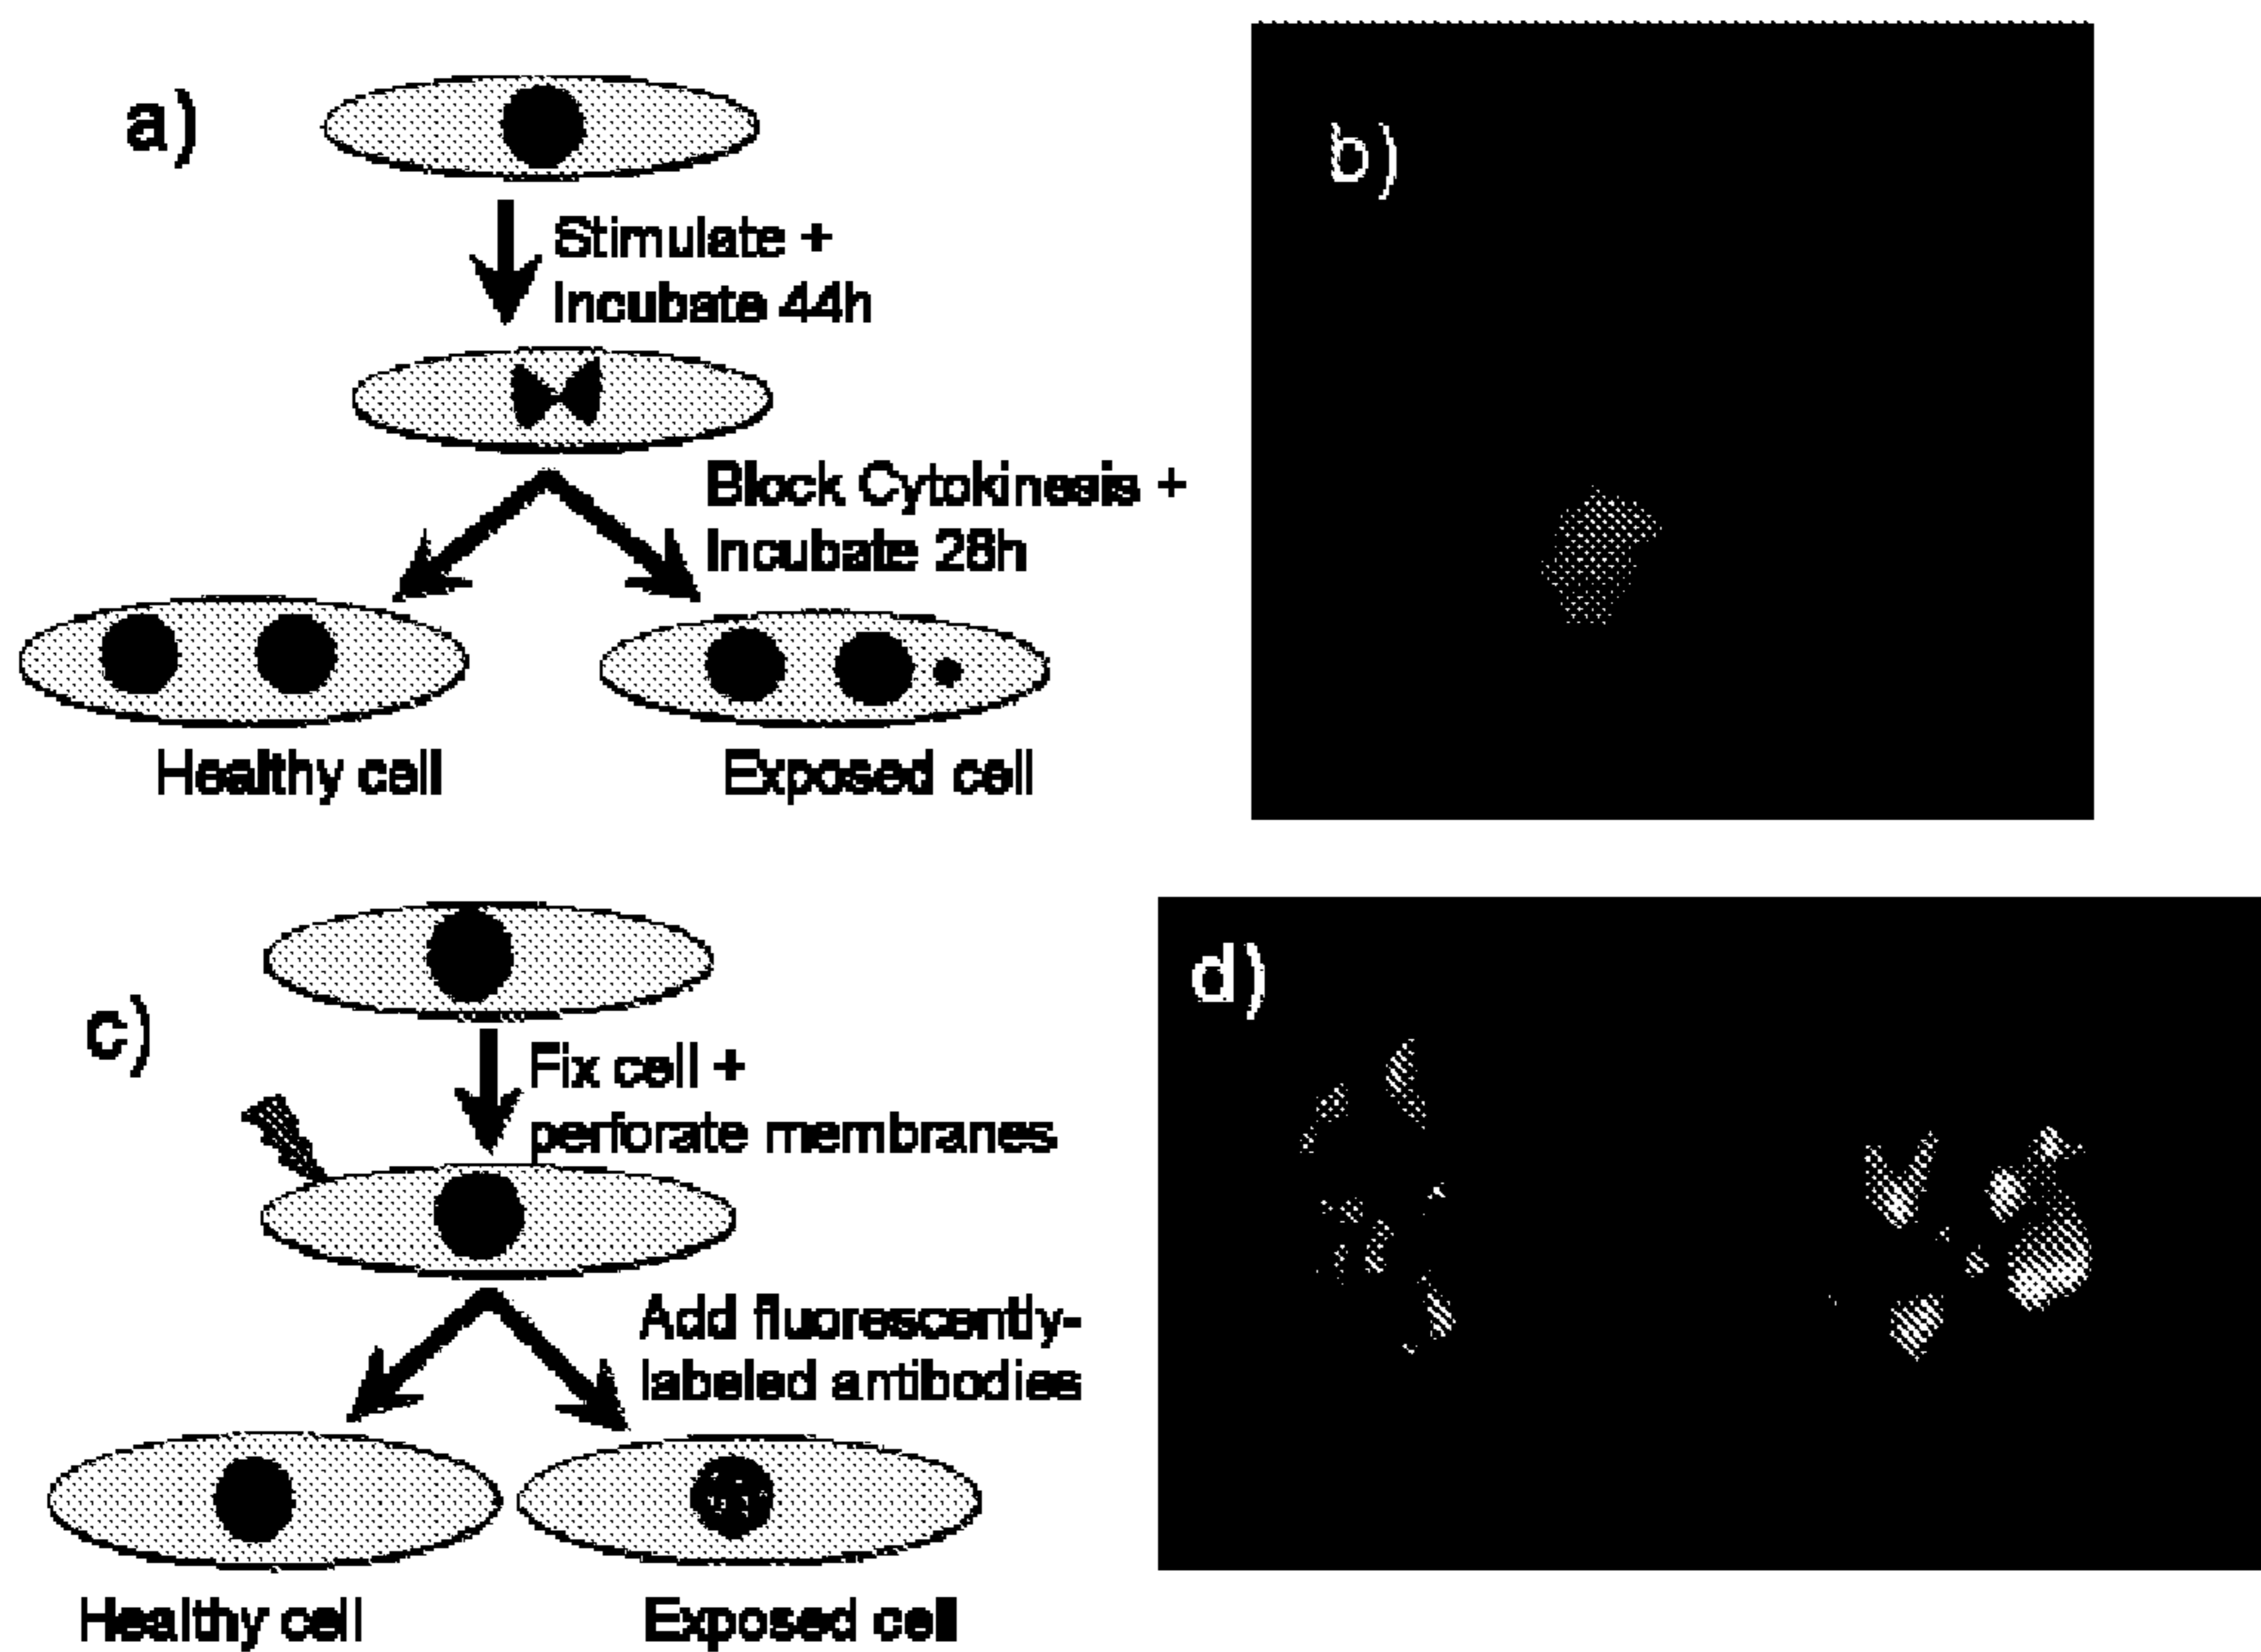 a)
Stimulate +
Incubate 44h
Block Cytokinesis +
Incubate 28h
Healthy cell
Exposed cell
b)
c)
Fix cell +
perforate membranes
Add fluorescently-
labeled antibodies
Healthy cell
Exposed cell
d)